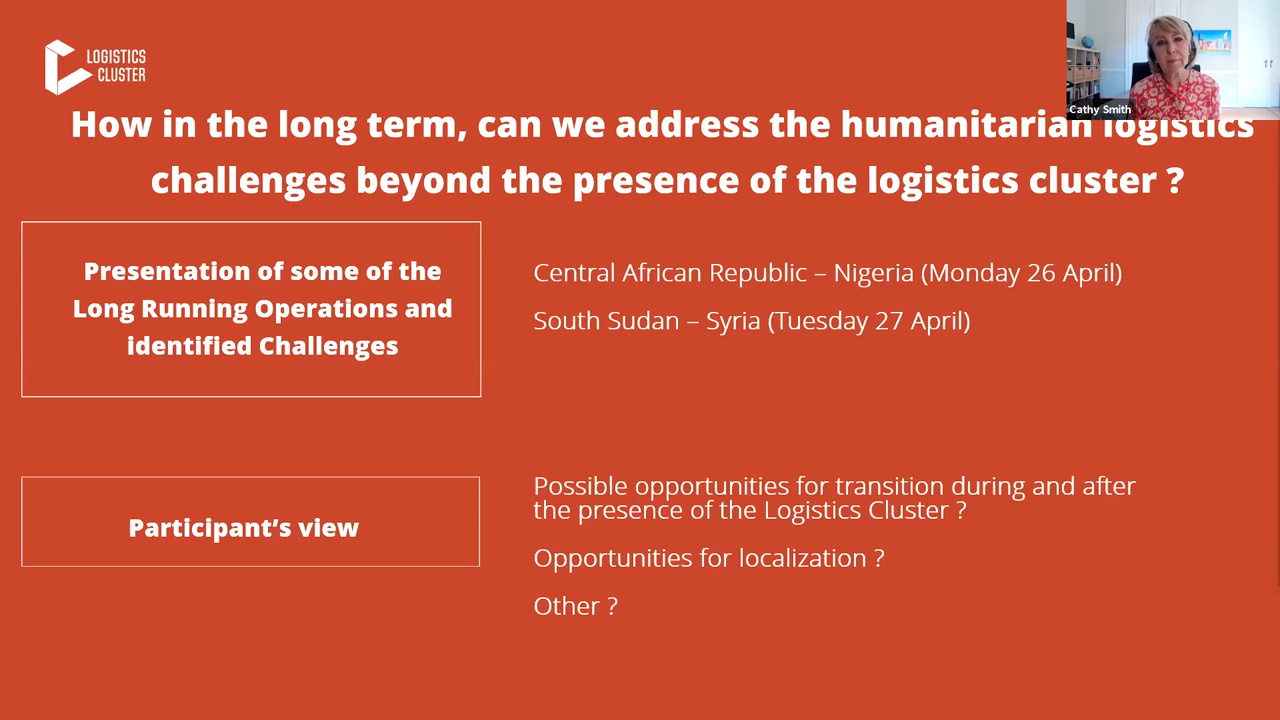 LOGISTICS
CLUSTER
Cathy Smith
How in the long term, can we address the humanitarian logistics
challenges beyond the presence of the logistics cluster ?
Presentation of some of the
Long Running Operations and
identified Challenges
Central African Republic – Nigeria (Monday 26 April)
South Sudan – Syria (Tuesday 27 April)
Participant’s view
Possible opportunities for transition during and after
the presence of the Logistics Cluster ?
Opportunities for localization ?
Other ?